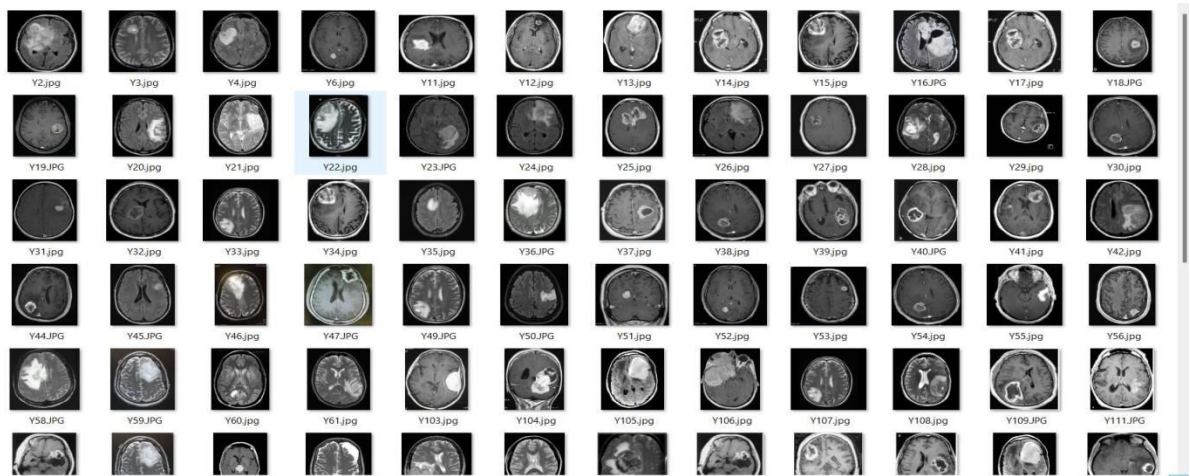 Y2.jpg Y3.jpg Y4.jpg Y6.jpg Y11.jpg Y12.jpg Y13.jpg Y14.jpg Y15.jpg Y16.JPG Y17.jpg Y18.JPG
Y19.JPG Y20.jpg Y21.jpg Y22.jpg Y23.JPG Y24.jpg Y25.jpg Y26.jpg Y27.jpg Y28.jpg Y29.jpg Y30.jpg
Y31.jpg Y32.jpg Y33.jpg Y34.jpg Y35.jpg Y36.JPG Y37.jpg Y38.jpg Y39.jpg Y40.JPG Y41.jpg Y42.jpg
Y44.JPG Y45.JPG Y46.jpg Y47.JPG Y49.JPG Y50.JPG Y51.jpg Y52.jpg Y53.jpg Y54.jpg Y55.jpg Y56.jpg
Y58.JPG Y59.JPG Y60.jpg Y61.jpg Y103.jpg Y104.jpg Y105.jpg Y106.jpg Y107.jpg Y108.jpg Y109.JPG Y111.JPG